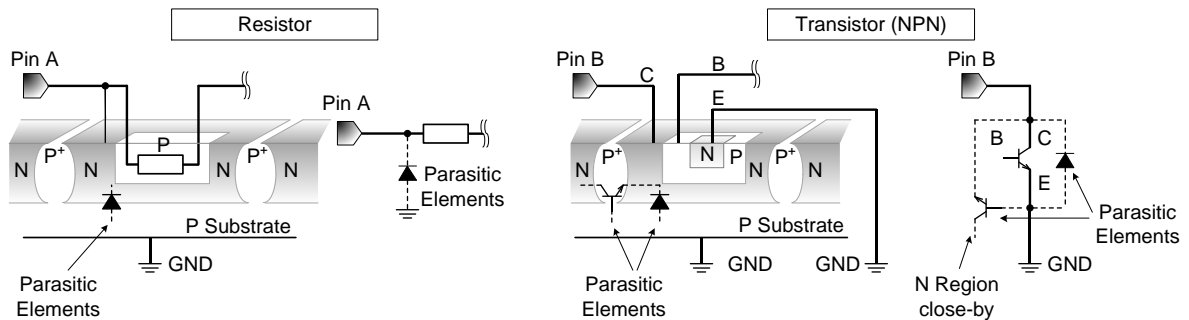 Resistor
Pin A
N
P+
N
P
N
P+
N
P Substrate
GND
Parasitic
Elements
Pin A
Parasitic
Elements
Transistor (NPN)
Pin B
C
B
E
N
P+
N
N
P
P+
N
P Substrate
GND
GND
Parasitic
Elements
Pin B
B
C
E
Parasitic
Elements
GND
N Region
close-by